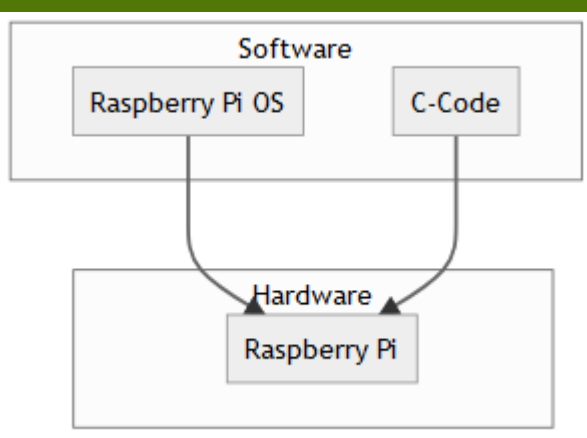 Software
Raspberry Pi OS
C-Code
Hardware
Raspberry Pi